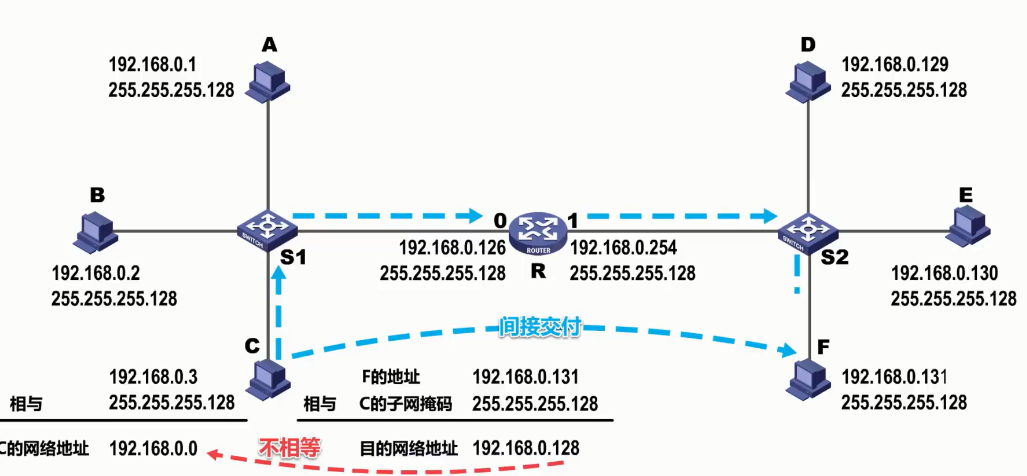 A
192.168.0.1
255.255.255.128
D
192.168.0.129
255.255.255.128
B
192.168.0.2
255.255.255.128
SWITCH
S1
0
192.168.0.126
255.255.255.128
ROUTER
R
1
192.168.0.254
255.255.255.128
SWITCH
S2
E
192.168.0.130
255.255.255.128
间接交付
C
192.168.0.3
相与 255.255.255.128
C的网络地址 192.168.0.0
不相等
F的地址 192.168.0.131
相与 C的子网掩码 255.255.255.128
目的网络地址 192.168.0.128
F
192.168.0.131
255.255.255.128